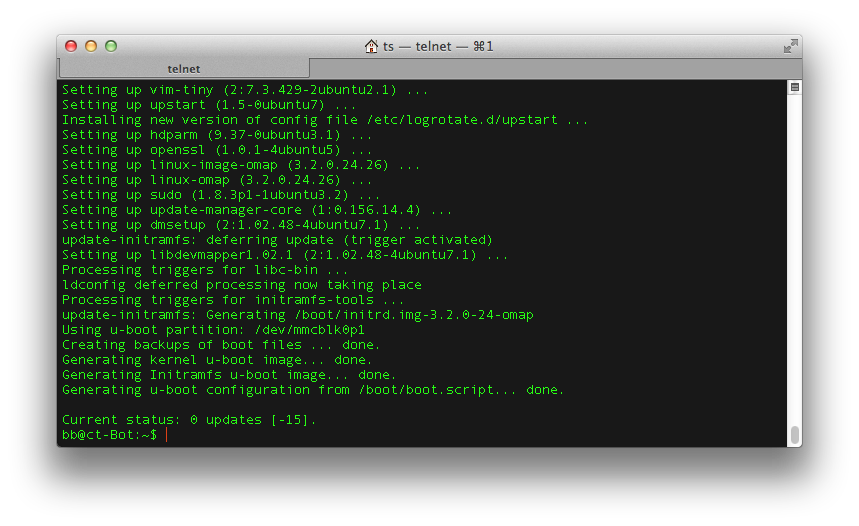 ts — telnet — ⌘1
telnet
Setting up vim-tiny (2:7.3.429-2ubuntu2.1) ...
Setting up upstart (1.5-0ubuntu7) ...
Installing new version of config file /etc/logrotate.d/upstart ...
Setting up hdparm (9.37-0ubuntu3.1) ...
Setting up openssl (1.0.1-4ubuntu5) ...
Setting up linux-image-omap (3.2.0.24.26) ...
Setting up linux-omap (3.2.0.24.26) ...
Setting up sudo (1.8.3p1-1ubuntu3.2) ...
Setting up update-manager-core (1:0.156.14.4) ...
Setting up dmsetup (2:1.02.48-4ubuntu7.1) ...
update-initramfs: deferring update (trigger activated)
Setting up libdevmapper1.02.1 (2:1.02.48-4ubuntu7.1) ...
Processing triggers for libc-bin ...
ldconfig deferred processing now taking place
Processing triggers for initramfs-tools ...
update-initramfs: Generating /boot/initrd.img-3.2.0-24-omap
Using u-boot partition: /dev/mmcblk0p1
Creating backups of boot files ... done.
Generating kernel u-boot image... done.
Generating Initramfs u-boot image... done.
Generating u-boot configuration from /boot/boot.script... done.
Current status: 0 updates [-15].
bb@ct-Bot:~$